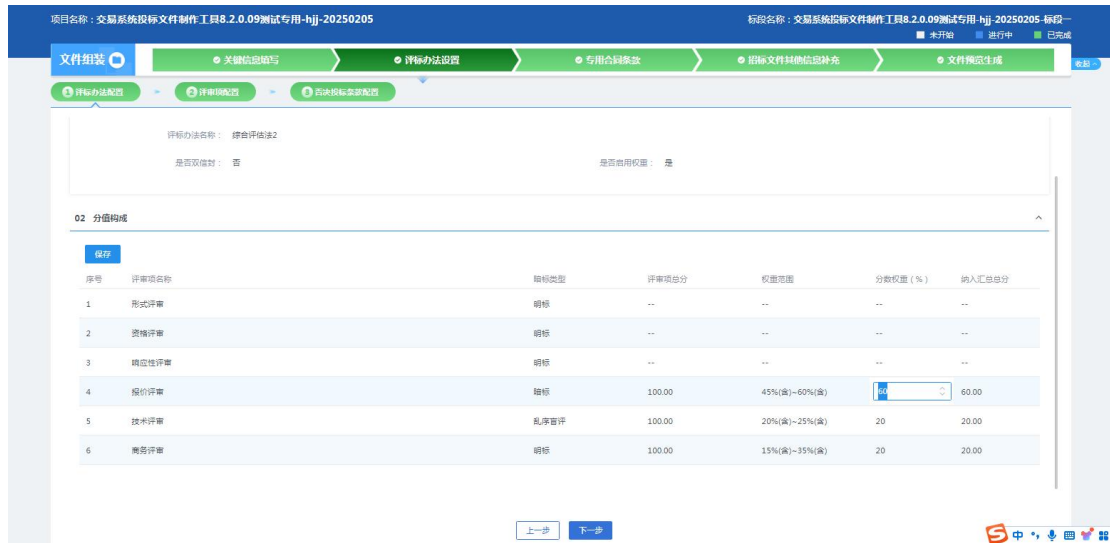 项目名称：交易系统投标文件制作工具8.2.0.09测试专用-hjj-20250205 标段名称：交易系统投标文件制作工具8.2.0.09测试专用-hjj-20250205-标段一
未开始 进行中 已完成
文件组装 关键信息填写 评标办法设置 专用合同条款 招标文件其他信息补充 文件预览生成 收起
1 评标办法配置 2 评审项配置 3 否决投标条款配置
评标办法名称： 综合评估法2
是否双信封： 否 是否启用权重： 是
02 分值构成
保存
序号 评审项名称 暗标类型 评审项总分 权重范围 分数权重（%） 纳入汇总总分
1 形式评审 明标 -- -- -- --
2 资格评审 明标 -- -- -- --
3 响应性评审 明标 -- -- -- --
4 报价评审 暗标 100.00 45%(含)~60%(含) 60 60.00
5 技术评审 乱序盲评 100.00 20%(含)~25%(含) 20 20.00
6 商务评审 明标 100.00 15%(含)~35%(含) 20 20.00
上一步 下一步
S 中